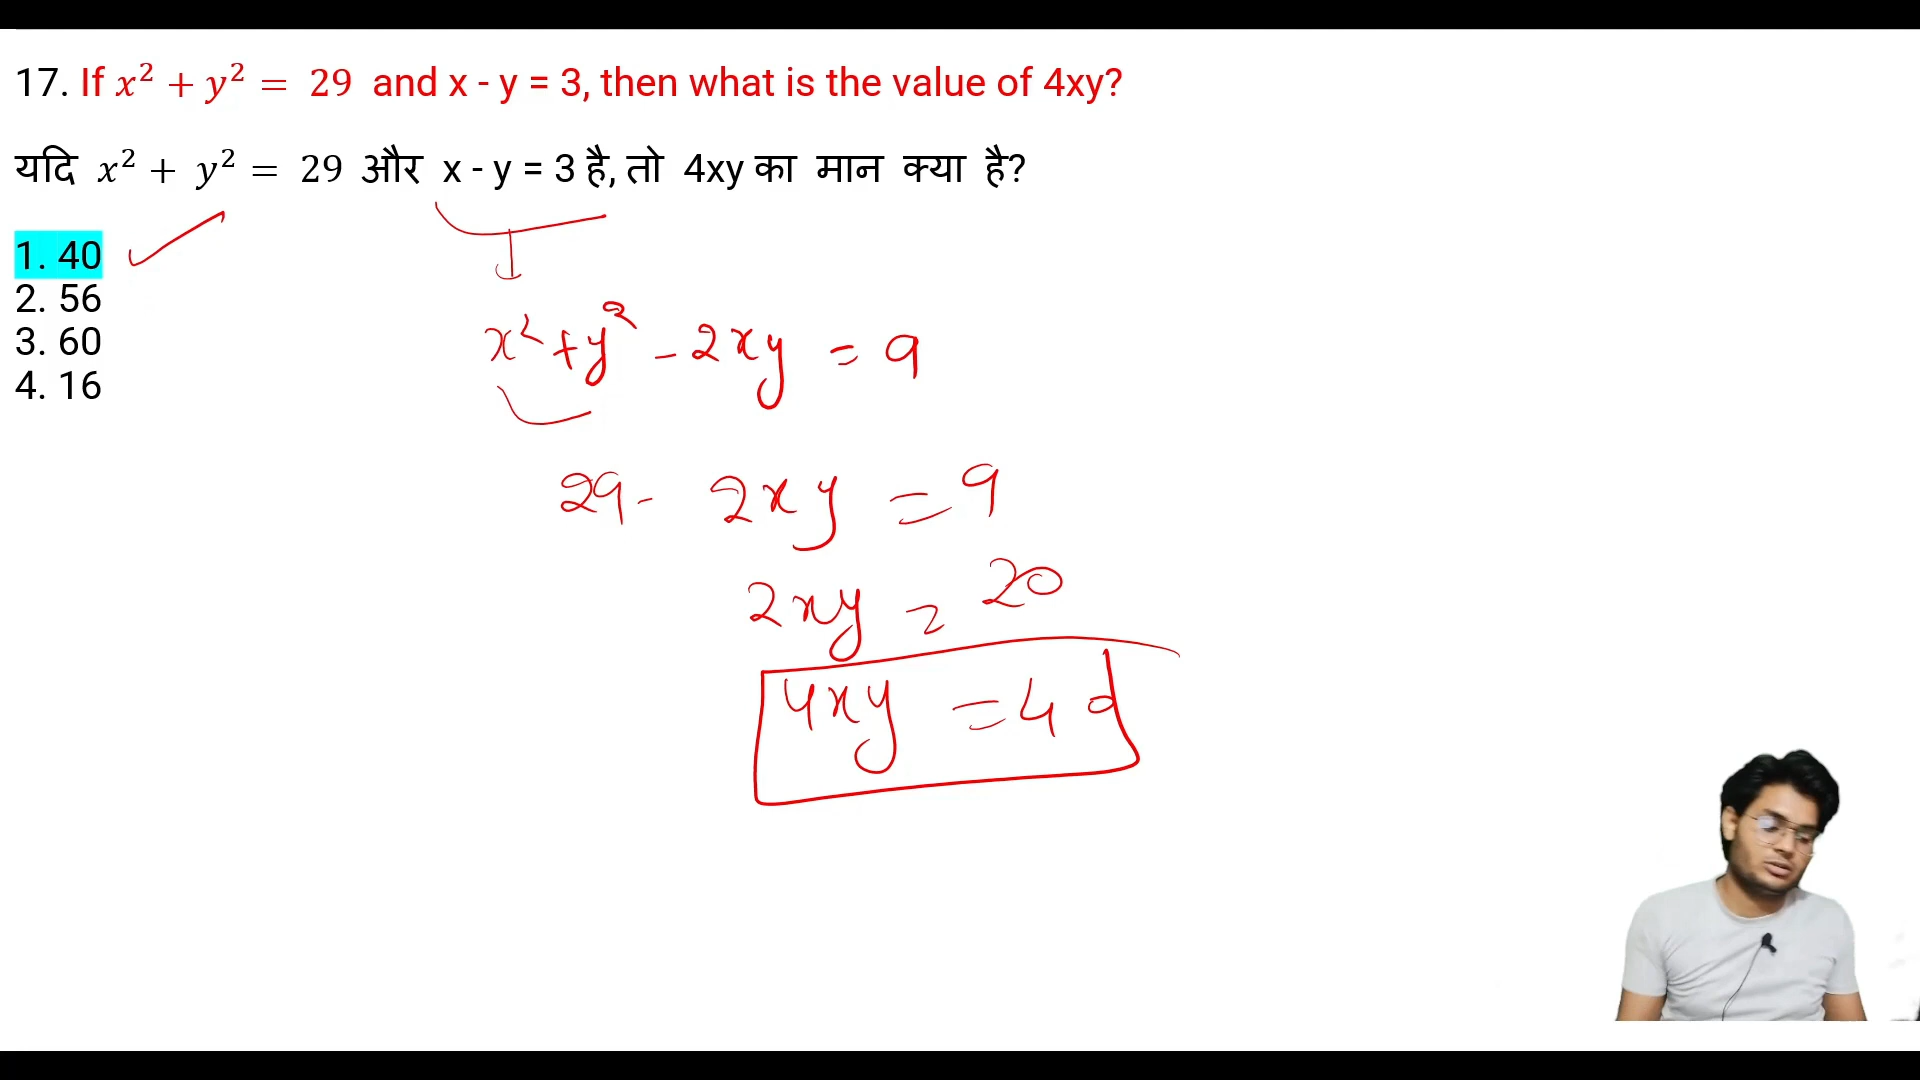 17. If x² + y² = 29 and x - y = 3, then what is the value of 4xy?
यदि x² + y² = 29 और x - y = 3 है, तो 4xy का मान क्या है?
1. 40
2. 56
3. 60
4. 16
x² + y² - 2xy = 9
29 - 2xy = 9
2xy = 20
4xy = 40